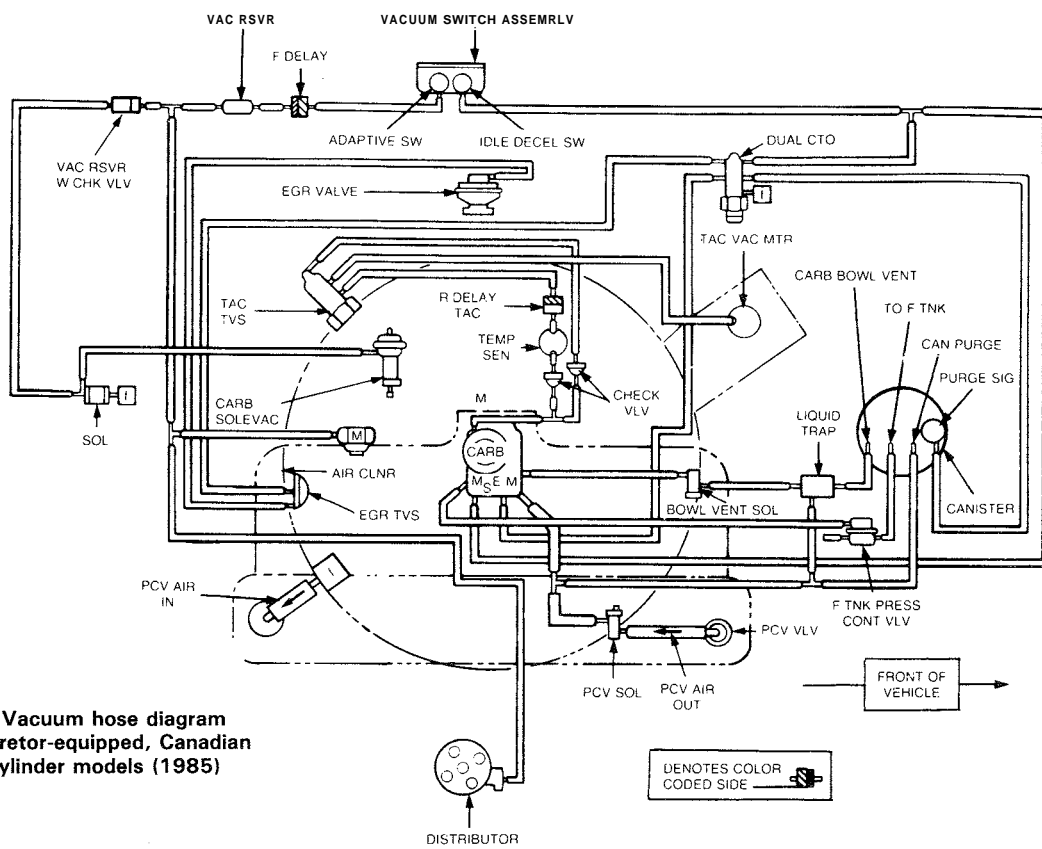 VAC RSVR
VACUUM SWITCH ASSEMRLV
F DELAY
ADAPTIVE SW
IDLE DECEL SW
DUAL CTO
VAC RSVR
W CHK VLV
EGR VALVE
TAC VAC MTR
CARB BOWL VENT
TO F TNK
CAN PURGE
PURGE SIG
TAC
TVS
R DELAY
TAC
TEMP
SEN
CHECK
VLV
M
CARB
SOLEVAC
SOL
M
LIQUID
TRAP
CARB
AIR CLNR
M
S
E
M
EGR TVS
BOWL VENT SOL
CANISTER
PCV AIR
IN
F TNK PRESS
CONT VLV
PCV VLV
PCV SOL
PCV AIR
OUT
FRONT OF
VEHICLE
Vacuum hose diagram
retor-equipped, Canadian
ylinder models (1985)
DENOTES COLOR
CODED SIDE
DISTRIBUTOR